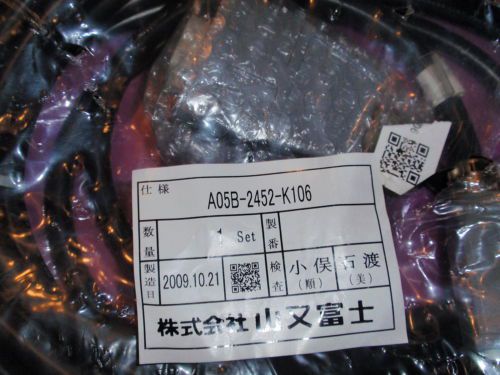 仕様 A05B-2452-K106
数量 1 Set 製番
製造日 2009.10.21 検査 小俣(順) 石渡(美)
株式会社 山又富士